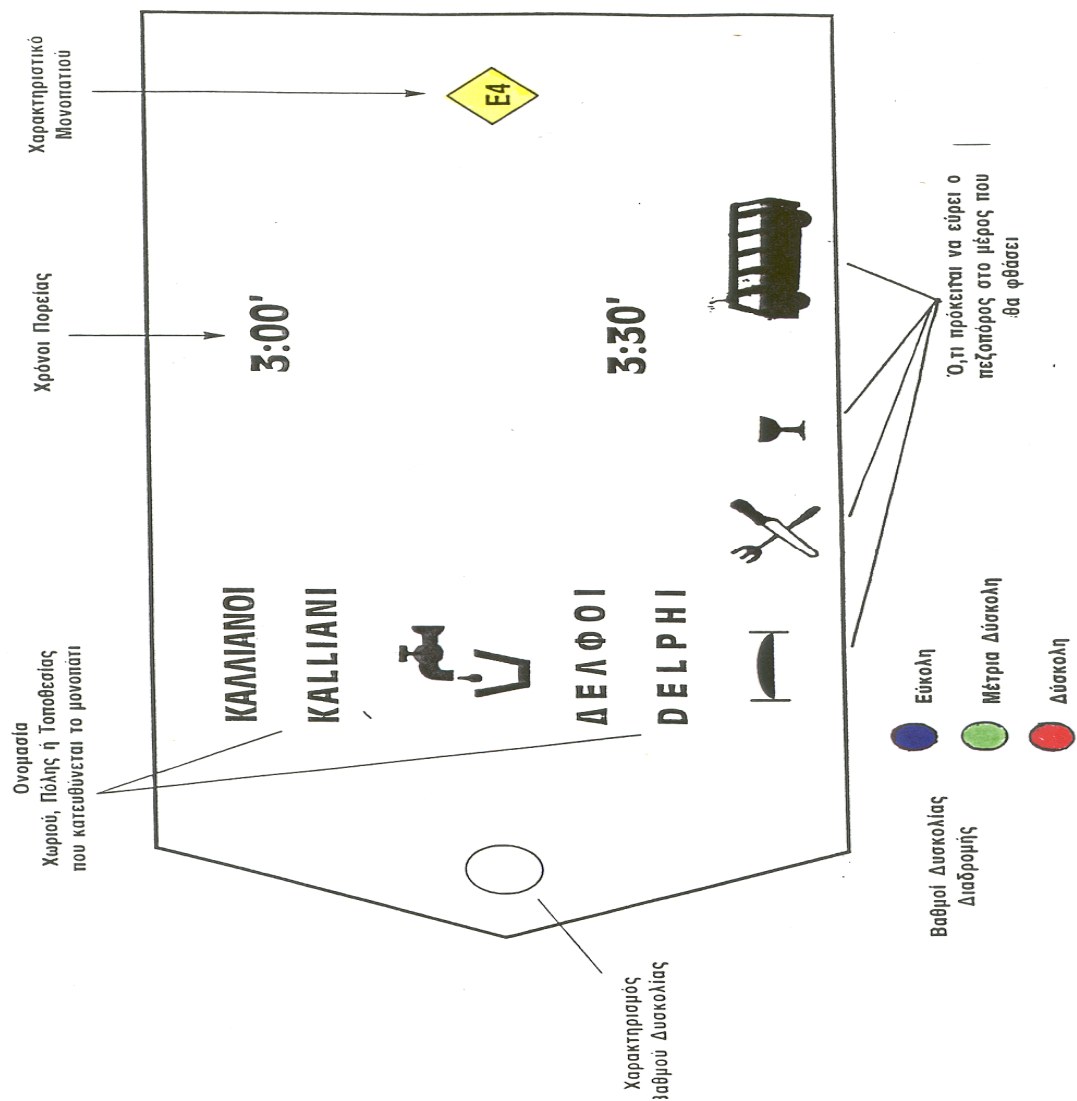 Ονομασία
Χωριού, Πόλης ή Τοποθεσίας
που κατευθύνεται το μονοπάτι
Χρόνοι Πορείας
Χαρακτηριστικό
Μονοπατιού
ΚΑΛΛΙΑΝΟΙ 3:00'
KALLIANI
E4
ΔΕΛΦΟΙ 3:30'
DELPHI
Χαρακτηρισμός
Βαθμού Δυσκολίας
Βαθμοί Δυσκολίας
Διαδρομής
Εύκολη
Μέτρια Δύσκολη
Δύσκολη
Ό,τι πρόκειται να εύρει ο
πεζοπόρος στο μέρος που
θα φθάσει